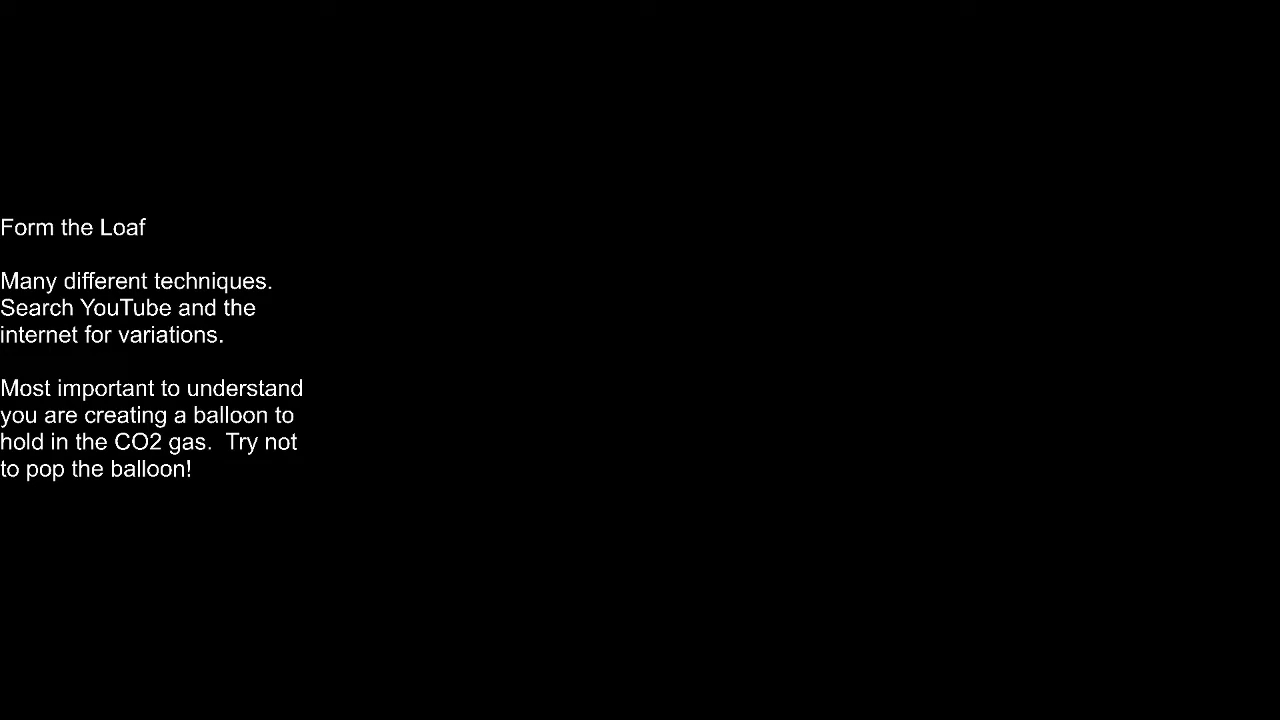 Form the Loaf
Many different techniques.
Search YouTube and the
internet for variations.
Most important to understand
you are creating a balloon to
hold in the CO2 gas.  Try not
to pop the balloon!